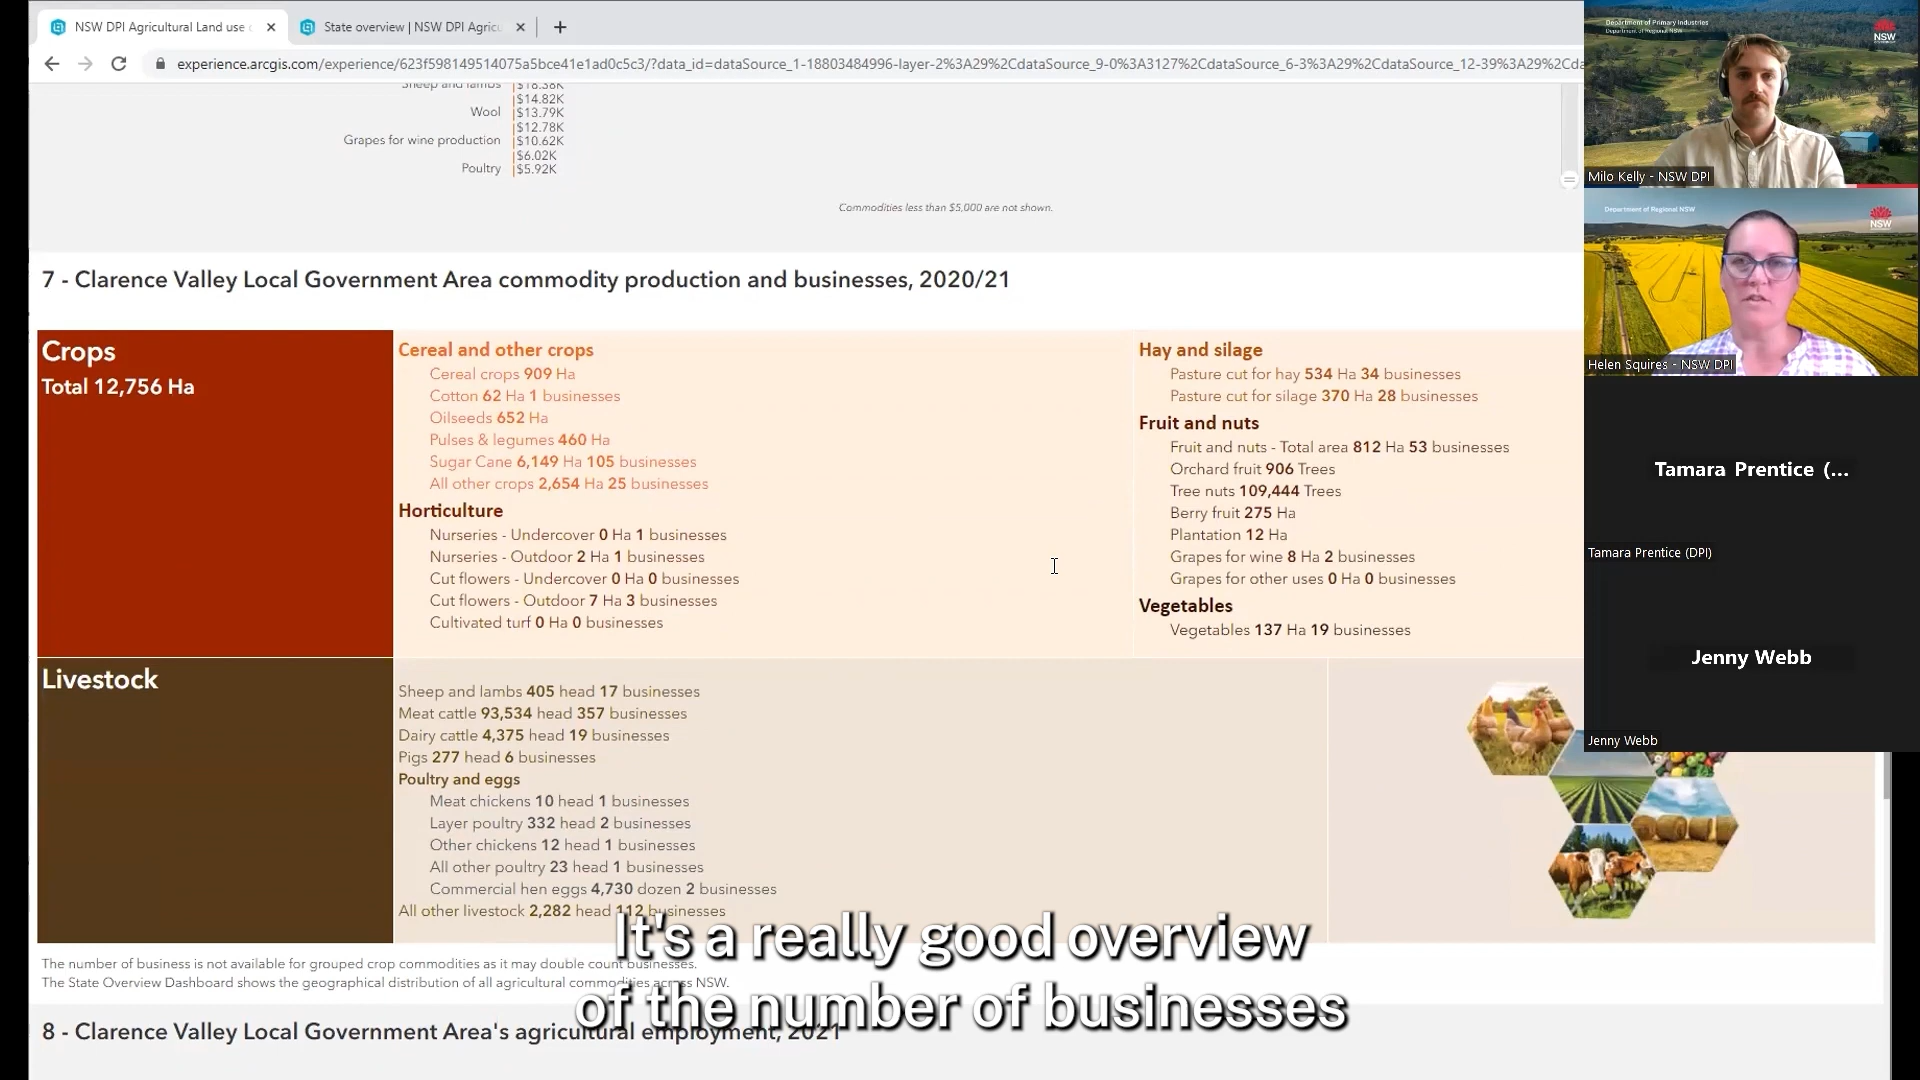 NSW DPI Agricultural Land use
State overview | NSW DPI Agricu
experience.arcgis.com/experience/623f598149514075a5bce41e1ad0c5c3/?data_id=dataSource_1-18803484996-layer-2%3A29%2CdataSource_9-0%3A3127%2CdataSource_6-3%3A29%2CdataSource_12-39%3A29%2Cda
Sheep and lambs $18.38K
$14.82K
Wool $13.79K
$12.78K
Grapes for wine production $10.62K
$6.02K
Poultry $5.92K
Commodities less than $5,000 are not shown.
7 - Clarence Valley Local Government Area commodity production and businesses, 2020/21
Crops
Total 12,756 Ha
Cereal and other crops
Cereal crops 909 Ha
Cotton 62 Ha 1 businesses
Oilseeds 652 Ha
Pulses & legumes 460 Ha
Sugar Cane 6,149 Ha 105 businesses
All other crops 2,654 Ha 25 businesses
Horticulture
Nurseries - Undercover 0 Ha 1 businesses
Nurseries - Outdoor 2 Ha 1 businesses
Cut flowers - Undercover 0 Ha 0 businesses
Cut flowers - Outdoor 7 Ha 3 businesses
Cultivated turf 0 Ha 0 businesses
Hay and silage
Pasture cut for hay 534 Ha 34 businesses
Pasture cut for silage 370 Ha 28 businesses
Fruit and nuts
Fruit and nuts - Total area 812 Ha 53 businesses
Orchard fruit 906 Trees
Tree nuts 109,444 Trees
Berry fruit 275 Ha
Plantation 12 Ha
Grapes for wine 8 Ha 2 businesses
Grapes for other uses 0 Ha 0 businesses
Vegetables
Vegetables 137 Ha 19 businesses
Livestock
Sheep and lambs 405 head 17 businesses
Meat cattle 93,534 head 357 businesses
Dairy cattle 4,375 head 19 businesses
Pigs 277 head 6 businesses
Poultry and eggs
Meat chickens 10 head 1 businesses
Layer poultry 332 head 2 businesses
Other chickens 12 head 1 businesses
All other poultry 23 head 1 businesses
Commercial hen eggs 4,730 dozen 2 businesses
All other livestock 2,282 head 112 businesses
The number of business is not available for grouped crop commodities as it may double count businesses.
The State Overview Dashboard shows the geographical distribution of all agricultural commodities across NSW.
8 - Clarence Valley Local Government Area's agricultural employment, 2021
It's a really good overview
of the number of businesses
Department of Primary Industries
Department of Regional NSW
NSW
Milo Kelly - NSW DPI
Department of Regional NSW
NSW
Helen Squires - NSW DPI
Tamara Prentice (...
Tamara Prentice (DPI)
Jenny Webb
Jenny Webb